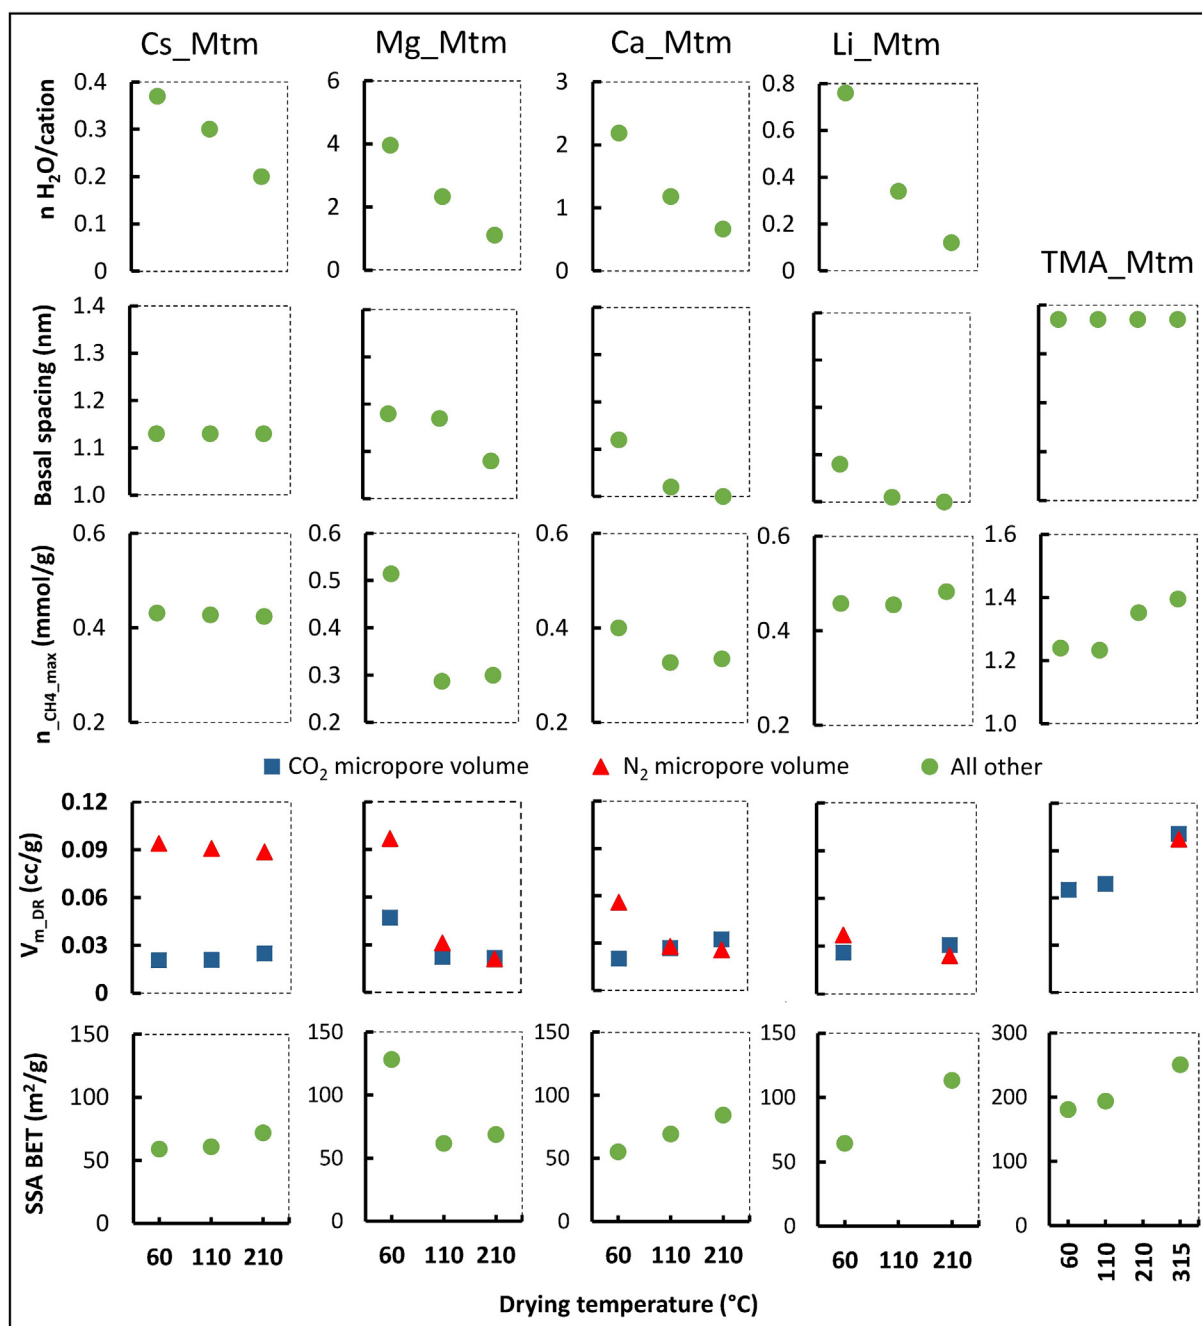 Cs_Mtm Mg_Mtm Ca_Mtm Li_Mtm
n H₂O/cation
0.4 6 3 0.8
0.3 4 2 0.6
0.2 2 1 0.4
0.1 0.2
0 0 0 0
TMA_Mtm
Basal spacing (nm)
1.4
1.3
1.2
1.1
1.0
n_CH4_max (mmol/g)
0.6 0.6 0.6 0.6 1.6
0.5
0.4 0.4 0.4 0.4 1.4
0.3 1.2
0.2 0.2 0.2 0.2 1.0
CO₂ micropore volume N₂ micropore volume All other
Vm_DR (cc/g)
0.12
0.09
0.06
0.03
0
SSA BET (m²/g)
150 150 150 150 300
100 100 100 100 200
50 50 50 50 100
0 0 0 0 0
60 110 210 60 110 210 60 110 210 60 110 210 60 110 210 315
Drying temperature (°C)